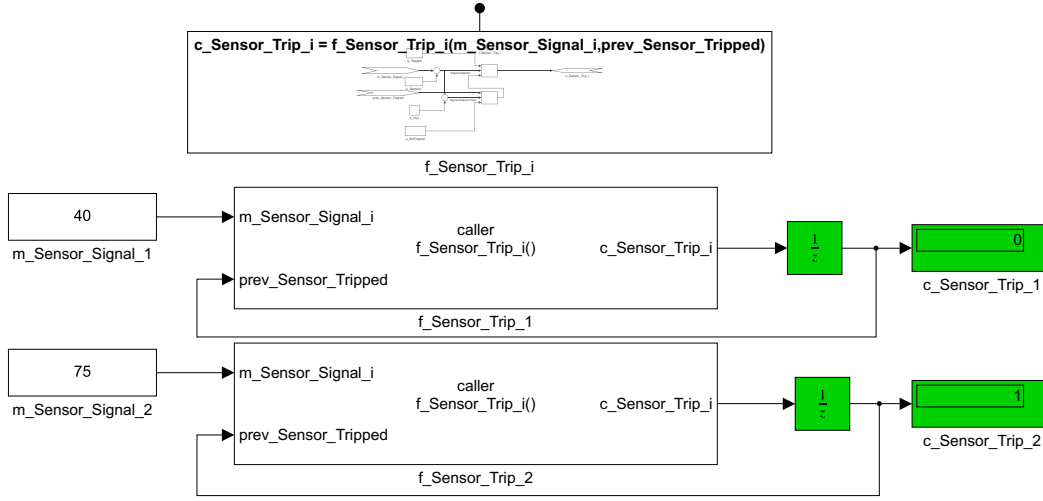 c_Sensor_Trip_i = f_Sensor_Trip_i(m_Sensor_Signal_i,prev_Sensor_Tripped)
f_Sensor_Trip_i
40
m_Sensor_Signal_1
m_Sensor_Signal_i
prev_Sensor_Tripped
caller
f_Sensor_Trip_i()
c_Sensor_Trip_i
f_Sensor_Trip_1
1
z
0
c_Sensor_Trip_1
75
m_Sensor_Signal_2
m_Sensor_Signal_i
prev_Sensor_Tripped
caller
f_Sensor_Trip_i()
c_Sensor_Trip_i
f_Sensor_Trip_2
1
z
1
c_Sensor_Trip_2